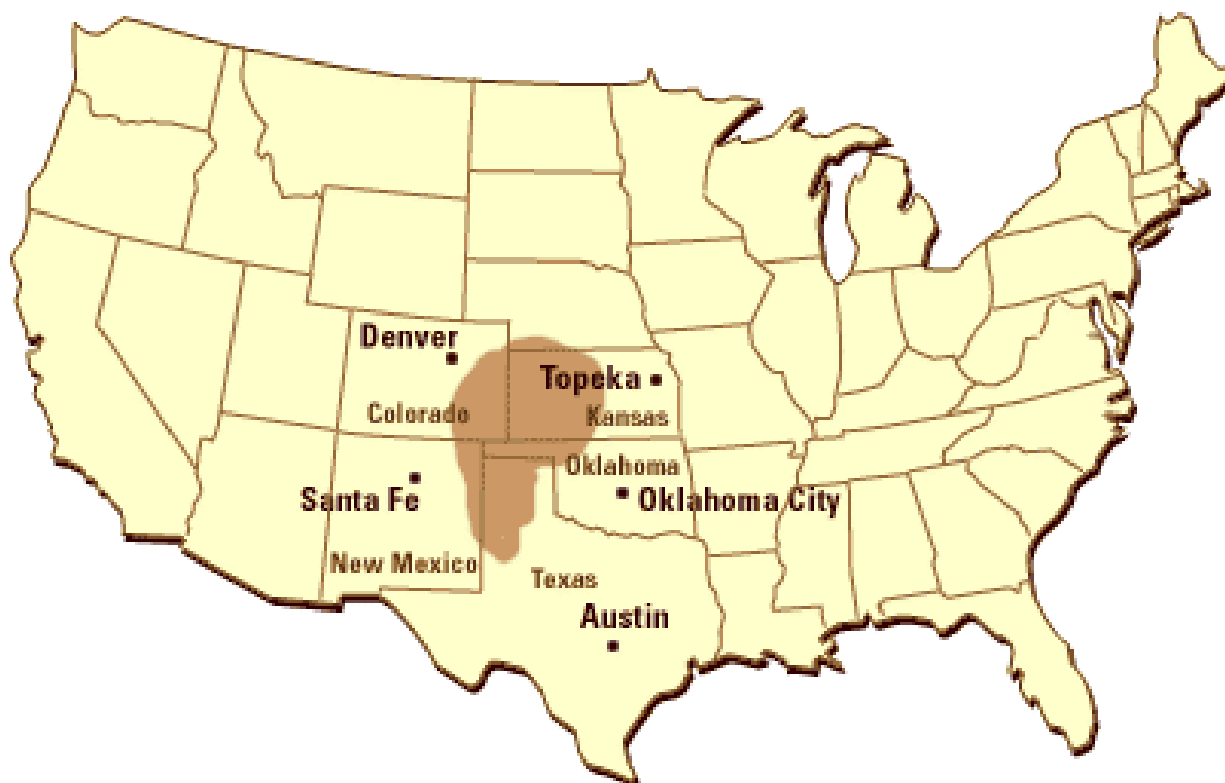 Denver
Topeka
Colorado
Kansas
Oklahoma
Santa Fe
Oklahoma City
New Mexico
Texas
Austin